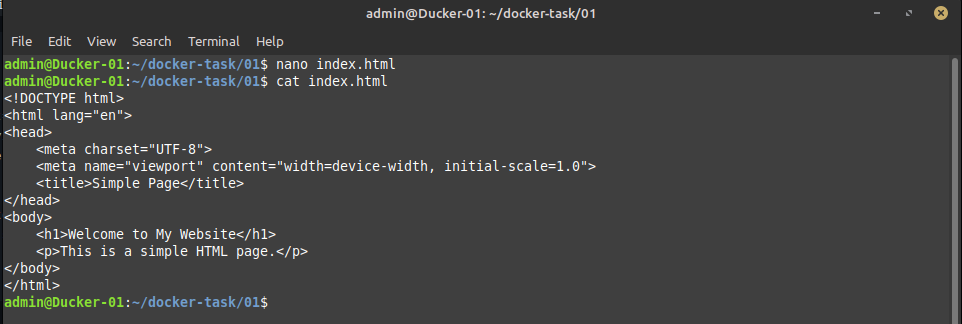 admin@Ducker-01: ~/docker-task/01
File Edit View Search Terminal Help
admin@Ducker-01:~/docker-task/01$ nano index.html
admin@Ducker-01:~/docker-task/01$ cat index.html
<!DOCTYPE html>
<html lang="en">
<head>
    <meta charset="UTF-8">
    <meta name="viewport" content="width=device-width, initial-scale=1.0">
    <title>Simple Page</title>
</head>
<body>
    <h1>Welcome to My Website</h1>
    <p>This is a simple HTML page.</p>
</body>
</html>
admin@Ducker-01:~/docker-task/01$